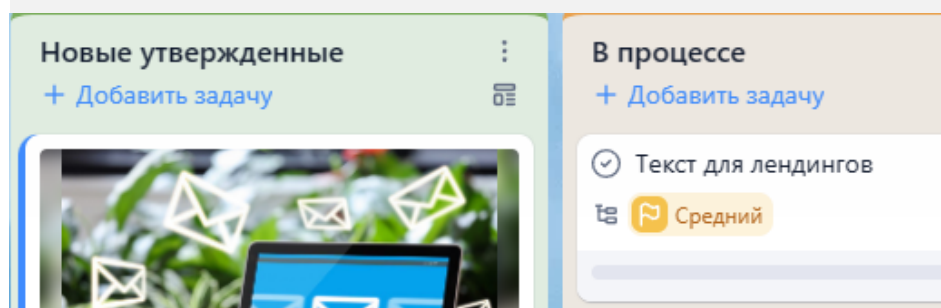 Новые утвержденные
+ Добавить задачу
В процессе
+ Добавить задачу
Текст для лендингов
Средний